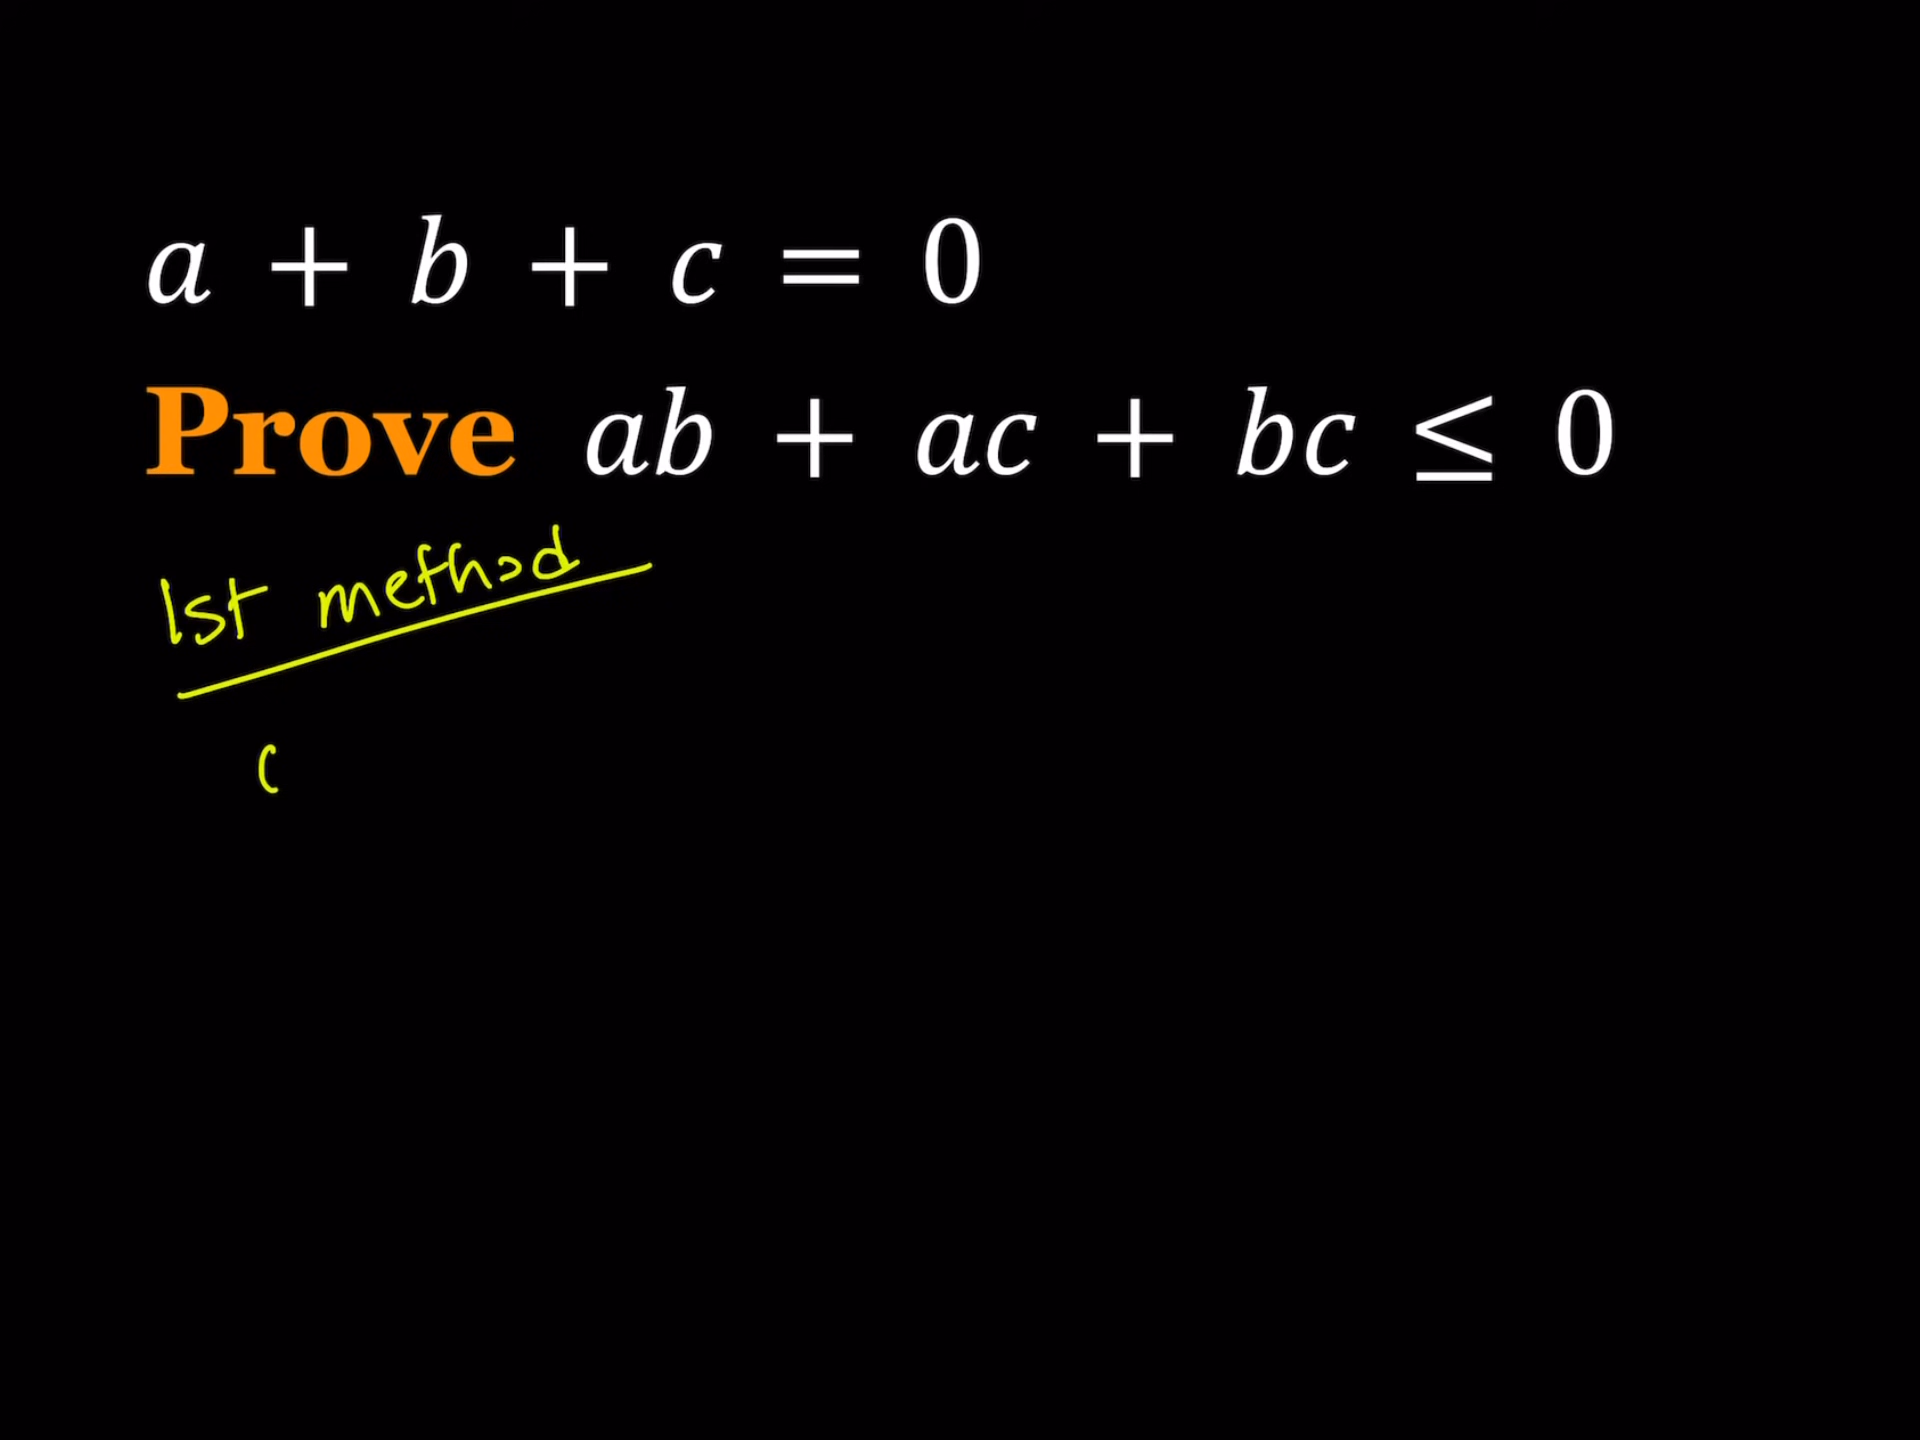 a + b + c = 0
Prove ab + ac + bc ≤ 0
1st method
c